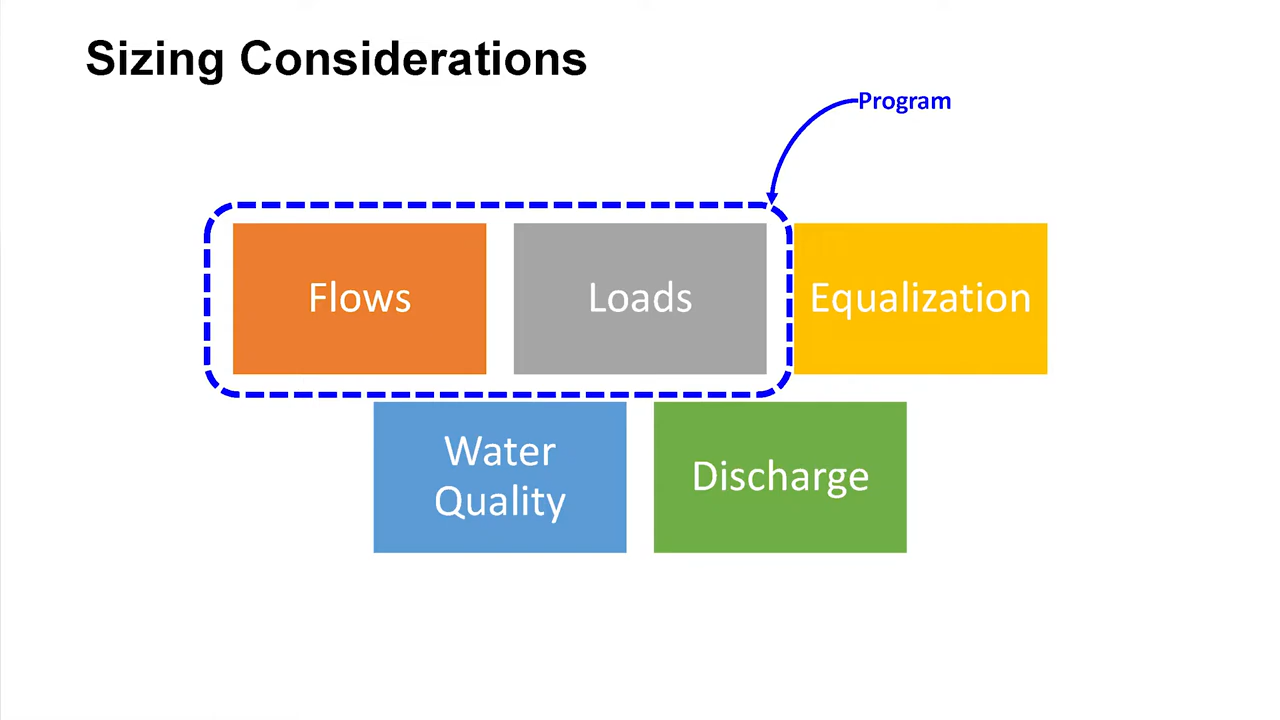 Sizing Considerations
Program
Flows
Loads
Equalization
Water
Quality
Discharge